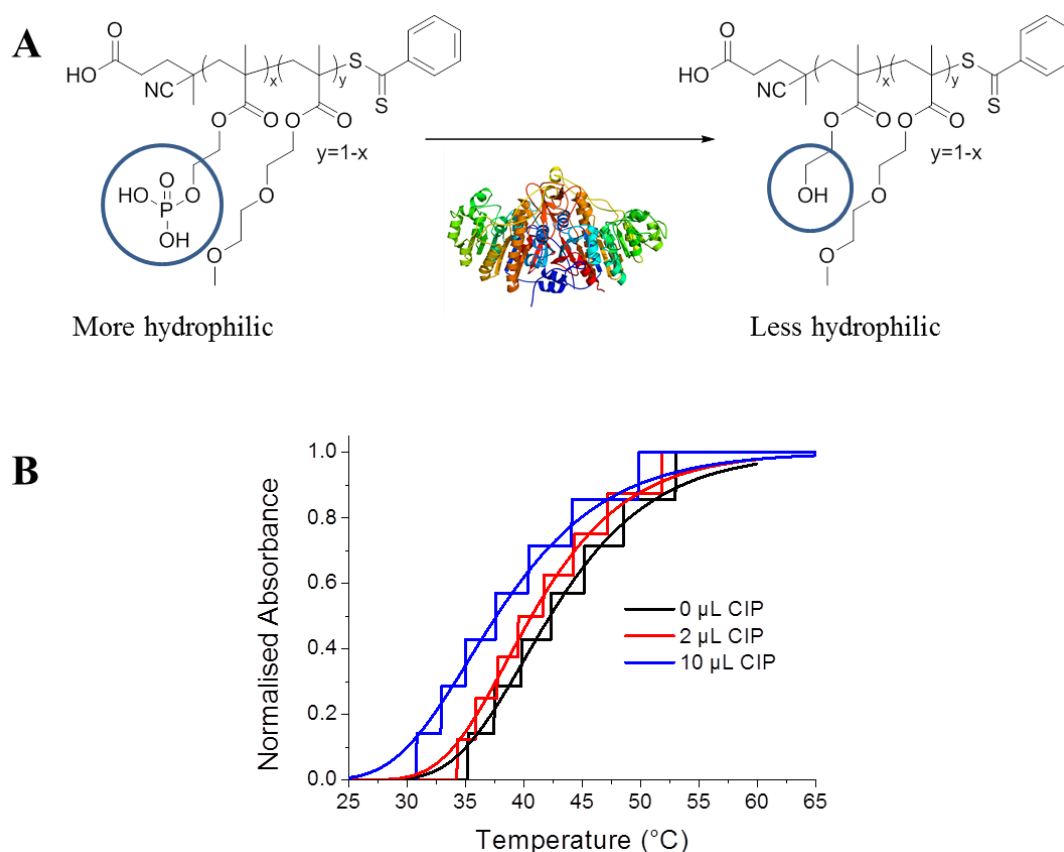 A
O
HO
NC
x
y
S
S
O
O
O
O
y=1-x
O
HO
P
O
OH
O
O
More hydrophilic
O
HO
NC
x
y
S
S
O
O
O
O
y=1-x
OH
O
O
Less hydrophilic
B
Normalised Absorbance
1.0
0.8
0.6
0.4
0.2
0.0
0 µL CIP
2 µL CIP
10 µL CIP
25 30 35 40 45 50 55 60 65
Temperature (°C)